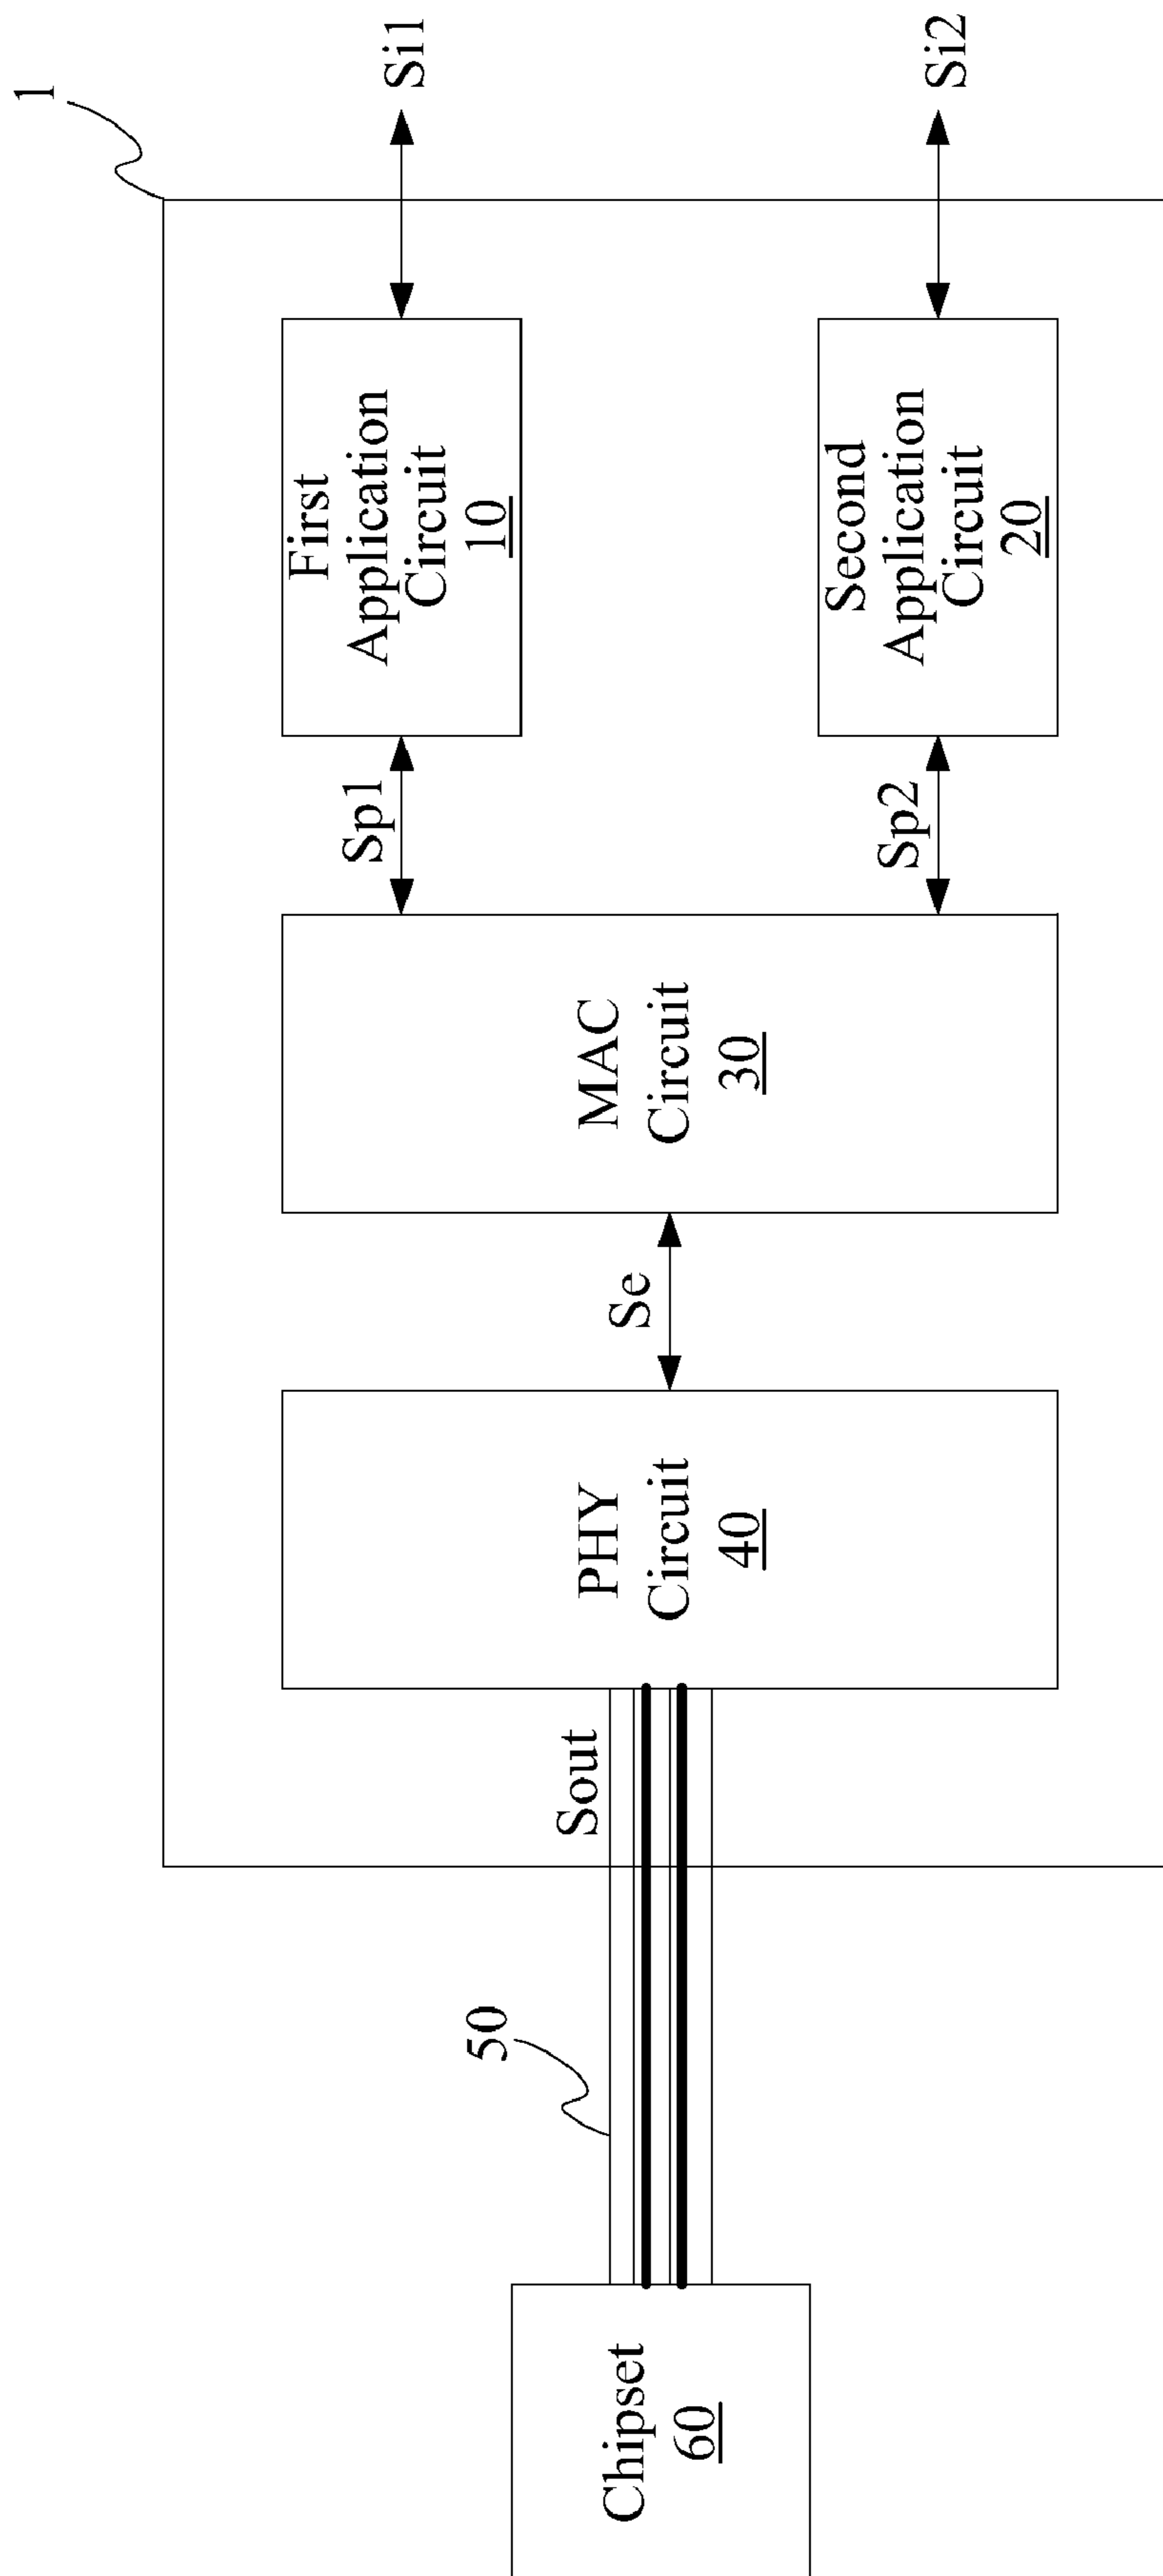 1
Chipset
60
50
Sout
PHY
Circuit
40
Se
MAC
Circuit
30
Sp1
Sp2
First
Application
Circuit
10
Second
Application
Circuit
20
Si1
Si2